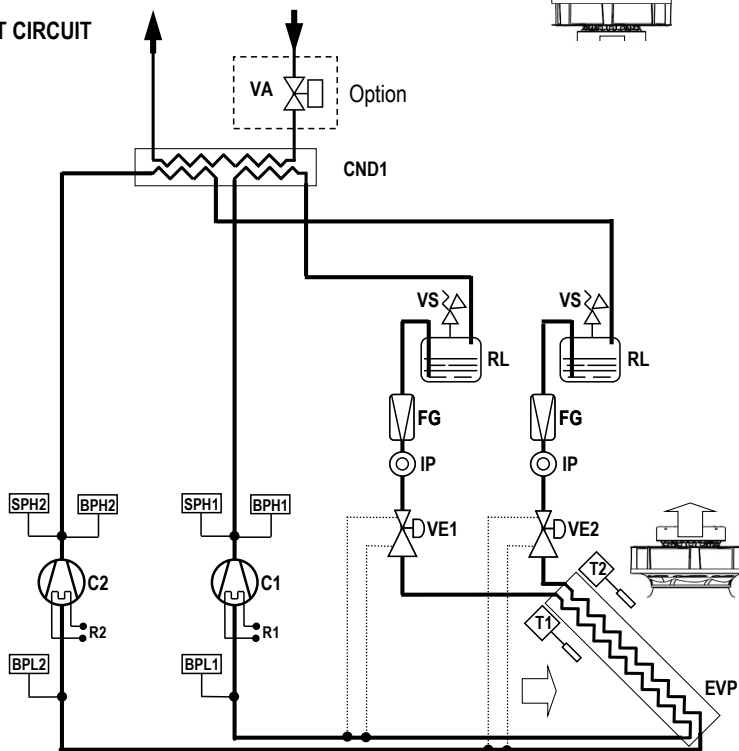 T CIRCUIT
VA
Option
CND1
VS
VS
RL
RL
FG
FG
IP
IP
SPH2
BPH2
SPH1
BPH1
VE1
VE2
C2
C1
T2
R2
R1
T1
BPL2
BPL1
EVP